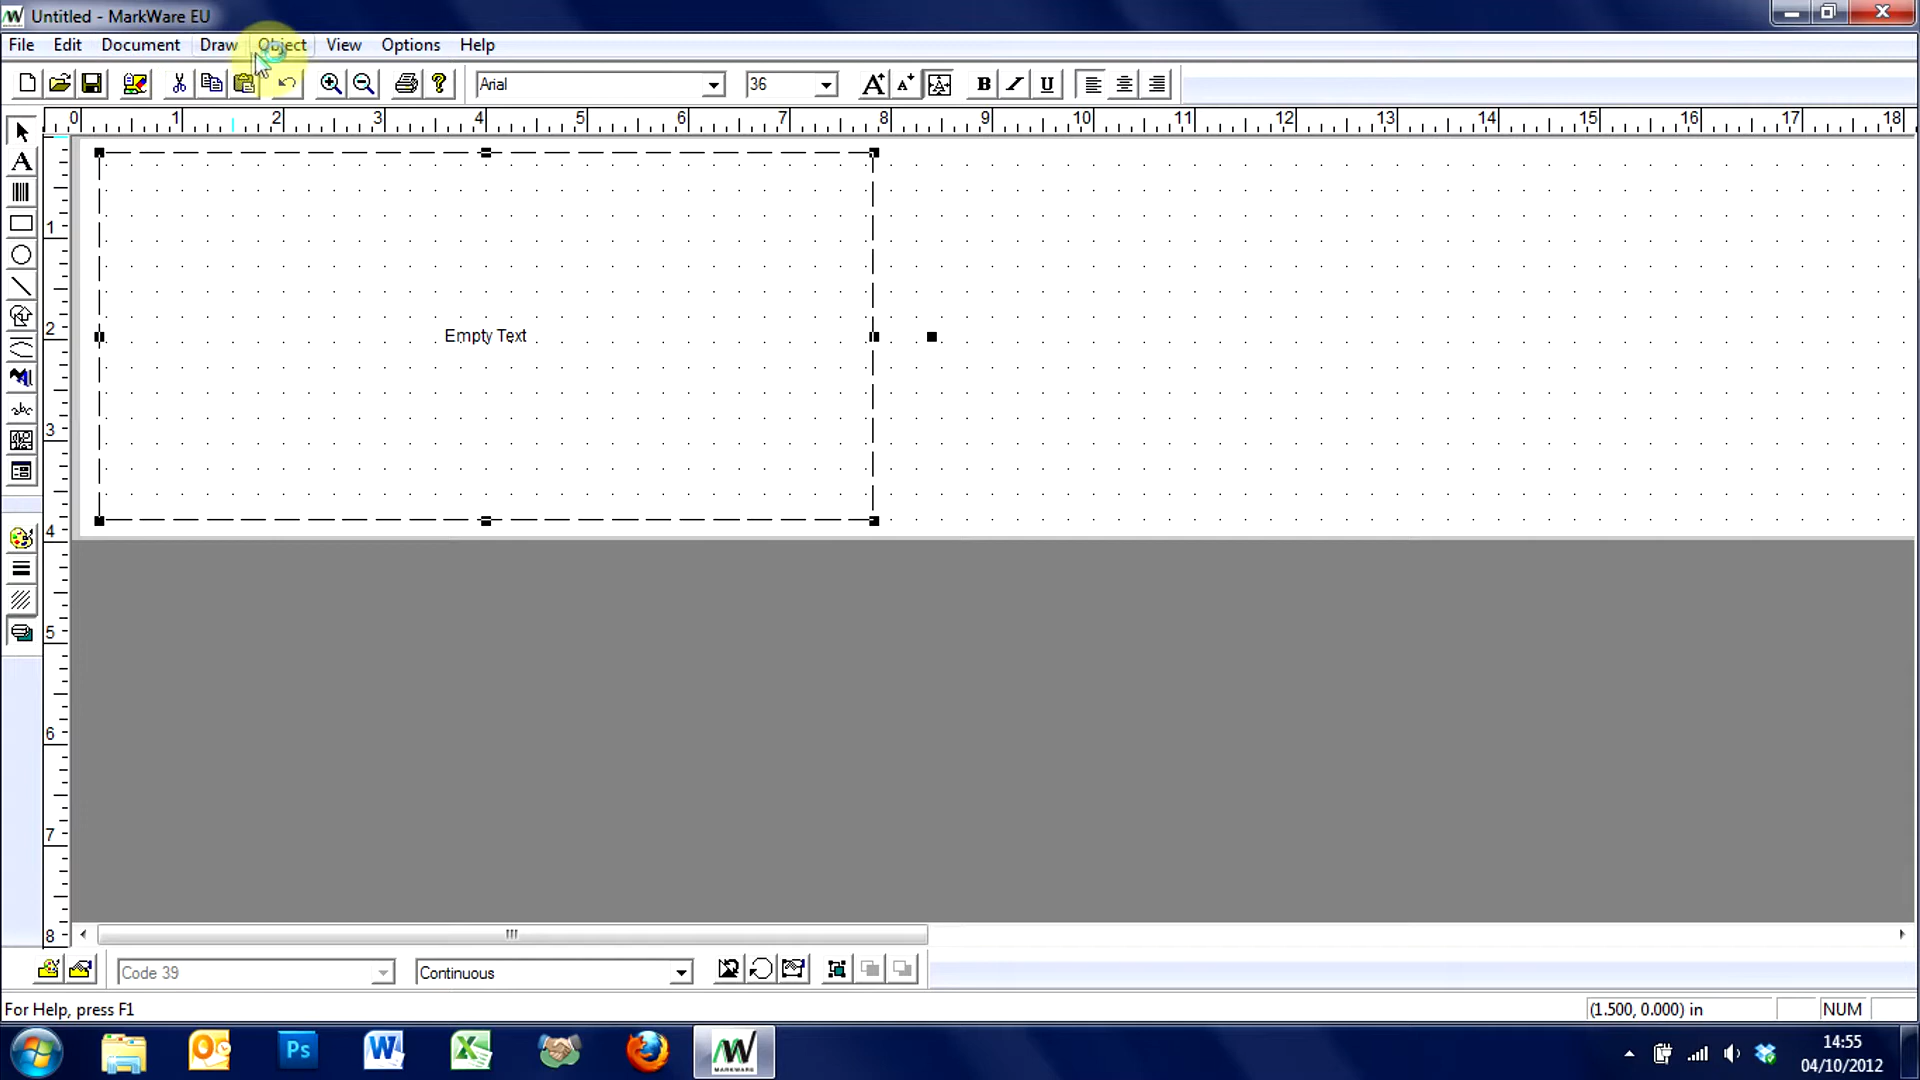 Untitled - MarkWare EU
File Edit Document Draw Object View Options Help
Arial 36 A A A B I U
0 1 2 3 4 5 6 7 8 9 10 11 12 13 14 15 16 17 18
A
1
Empty Text
2
abc
3
4
5
6
7
8
Code 39 Continuous
For Help, press F1 (1.500, 0.000) in NUM
Ps W X MARKWARE
14:55
04/10/2012